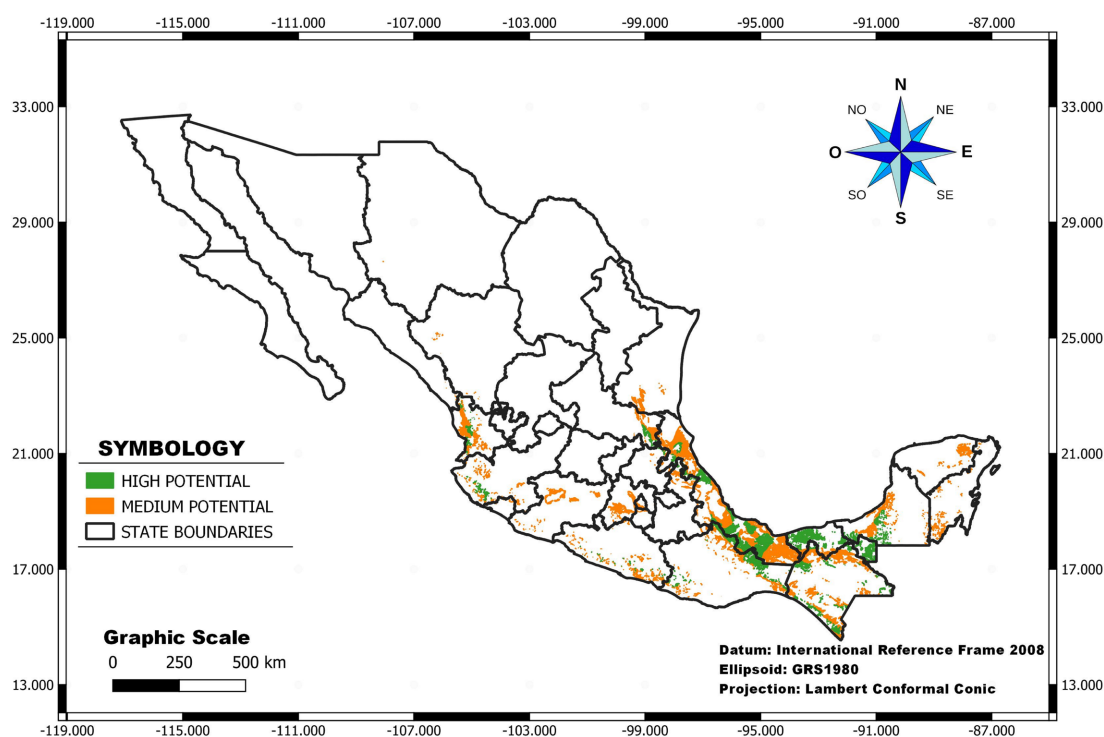 -119.000 -115.000 -111.000 -107.000 -103.000 -99.000 -95.000 -91.000 -87.000
33.000 33.000
29.000 29.000
25.000 25.000
21.000 21.000
17.000 17.000
13.000 13.000
N
NO NE
O E
SO SE
S
SYMBOLOGY
HIGH POTENTIAL
MEDIUM POTENTIAL
STATE BOUNDARIES
Graphic Scale
0 250 500 km
Datum: International Reference Frame 2008
Ellipsoid: GRS1980
Projection: Lambert Conformal Conic
-119.000 -115.000 -111.000 -107.000 -103.000 -99.000 -95.000 -91.000 -87.000